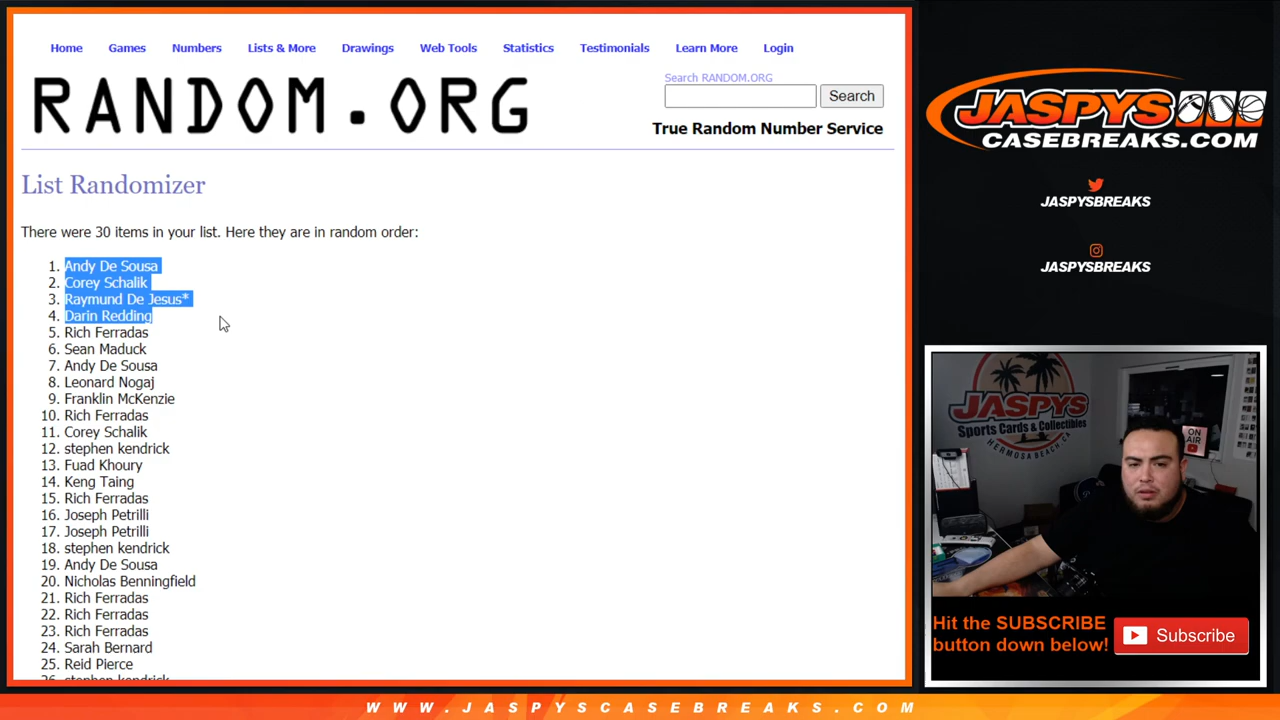 Home Games Numbers Lists & More Drawings Web Tools Statistics Testimonials Learn More Login
RANDOM.ORG
Search RANDOM.ORG
Search
True Random Number Service
List Randomizer
There were 30 items in your list. Here they are in random order:
1. Andy De Sousa
2. Corey Schalik
3. Raymund De Jesus*
4. Darin Redding
5. Rich Ferradas
6. Sean Maduck
7. Andy De Sousa
8. Leonard Nogaj
9. Franklin McKenzie
10. Rich Ferradas
11. Corey Schalik
12. stephen kendrick
13. Fuad Khoury
14. Keng Taing
15. Rich Ferradas
16. Joseph Petrilli
17. Joseph Petrilli
18. stephen kendrick
19. Andy De Sousa
20. Nicholas Benningfield
21. Rich Ferradas
22. Rich Ferradas
23. Rich Ferradas
24. Sarah Bernard
25. Reid Pierce
26. stephen kendrick
JASPYS
CASEBREAKS.COM
JASPYSBREAKS
JASPYSBREAKS
JASPYS
Sports Cards & Collectibles
HERMOSA BEACH, CA
ON
AIR
Hit the SUBSCRIBE
button down below!
Subscribe
WWW.JASPYSCASEBREAKS.COM